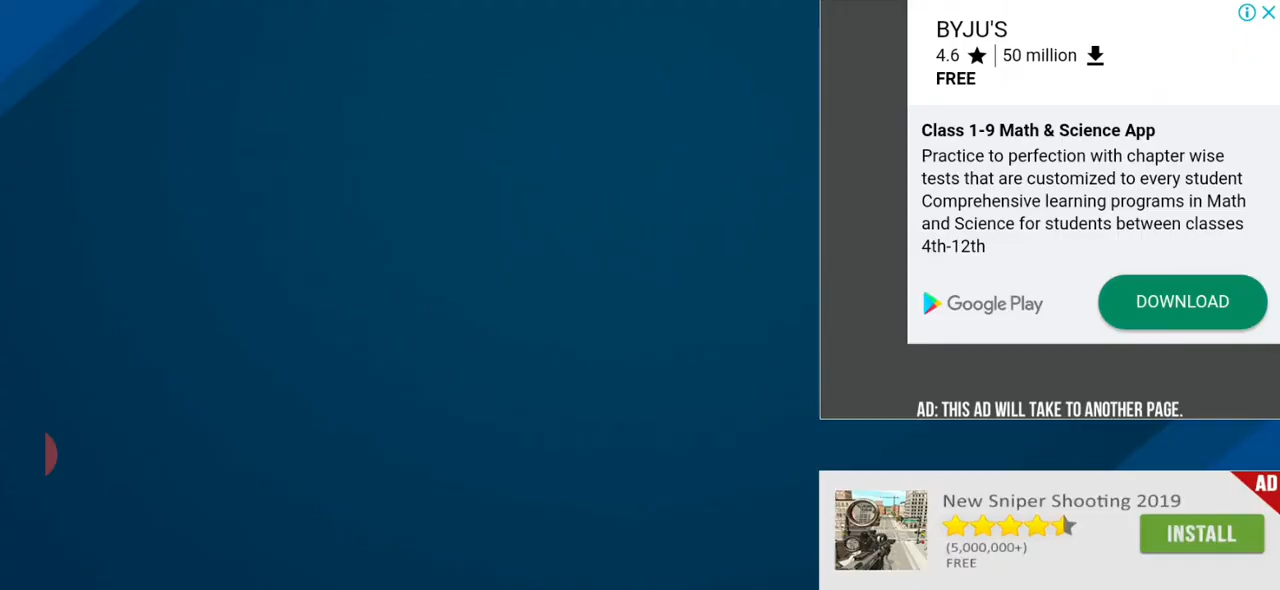 BYJU'S
4.6 ★ | 50 million
FREE
Class 1-9 Math & Science App
Practice to perfection with chapter wise
tests that are customized to every student
Comprehensive learning programs in Math
and Science for students between classes
4th-12th
Google Play
DOWNLOAD
AD: THIS AD WILL TAKE TO ANOTHER PAGE.
AD
New Sniper Shooting 2019
(5,000,000+)
FREE
INSTALL